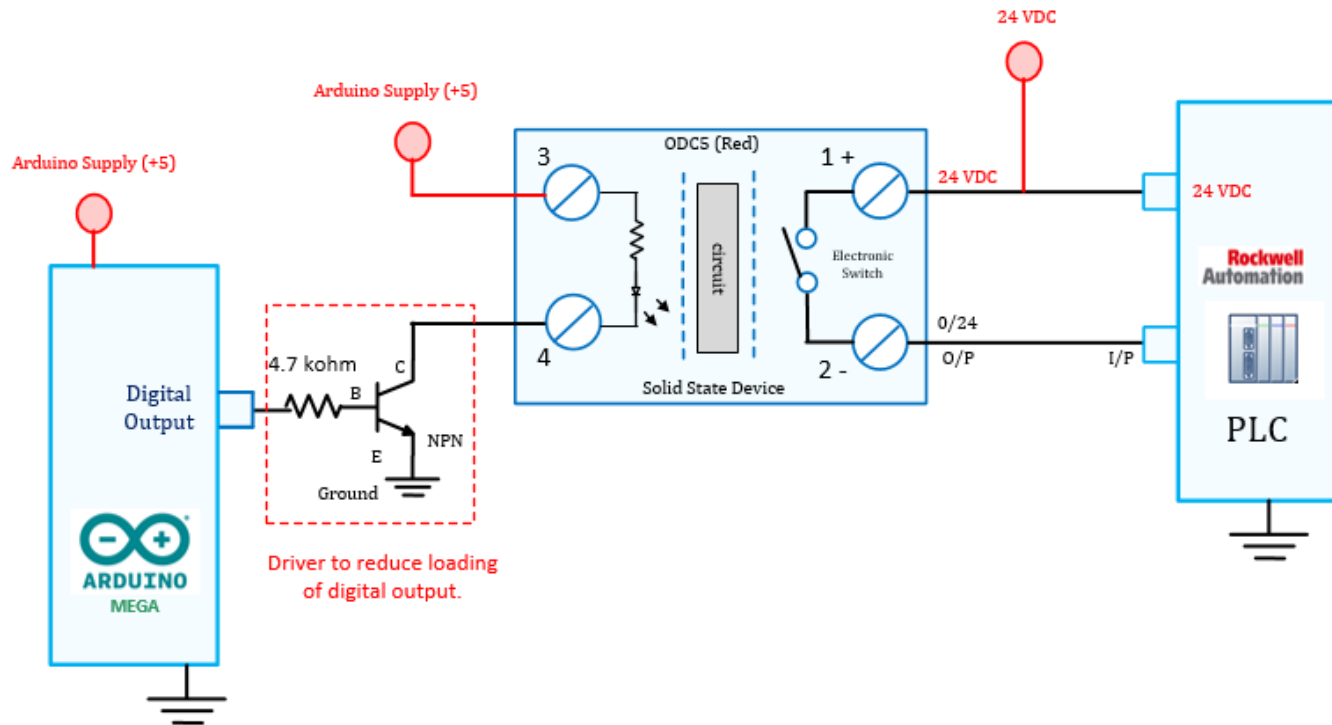 24 VDC
Arduino Supply (+5)
Arduino Supply (+5)
ODC5 (Red)
3
1 +
24 VDC
24 VDC
circuit
Electronic
Switch
Rockwell
Automation
4
2 -
0/24
O/P
I/P
Solid State Device
PLC
4.7 kohm
C
B
E
NPN
Ground
Digital
Output
ARDUINO
MEGA
Driver to reduce loading
of digital output.